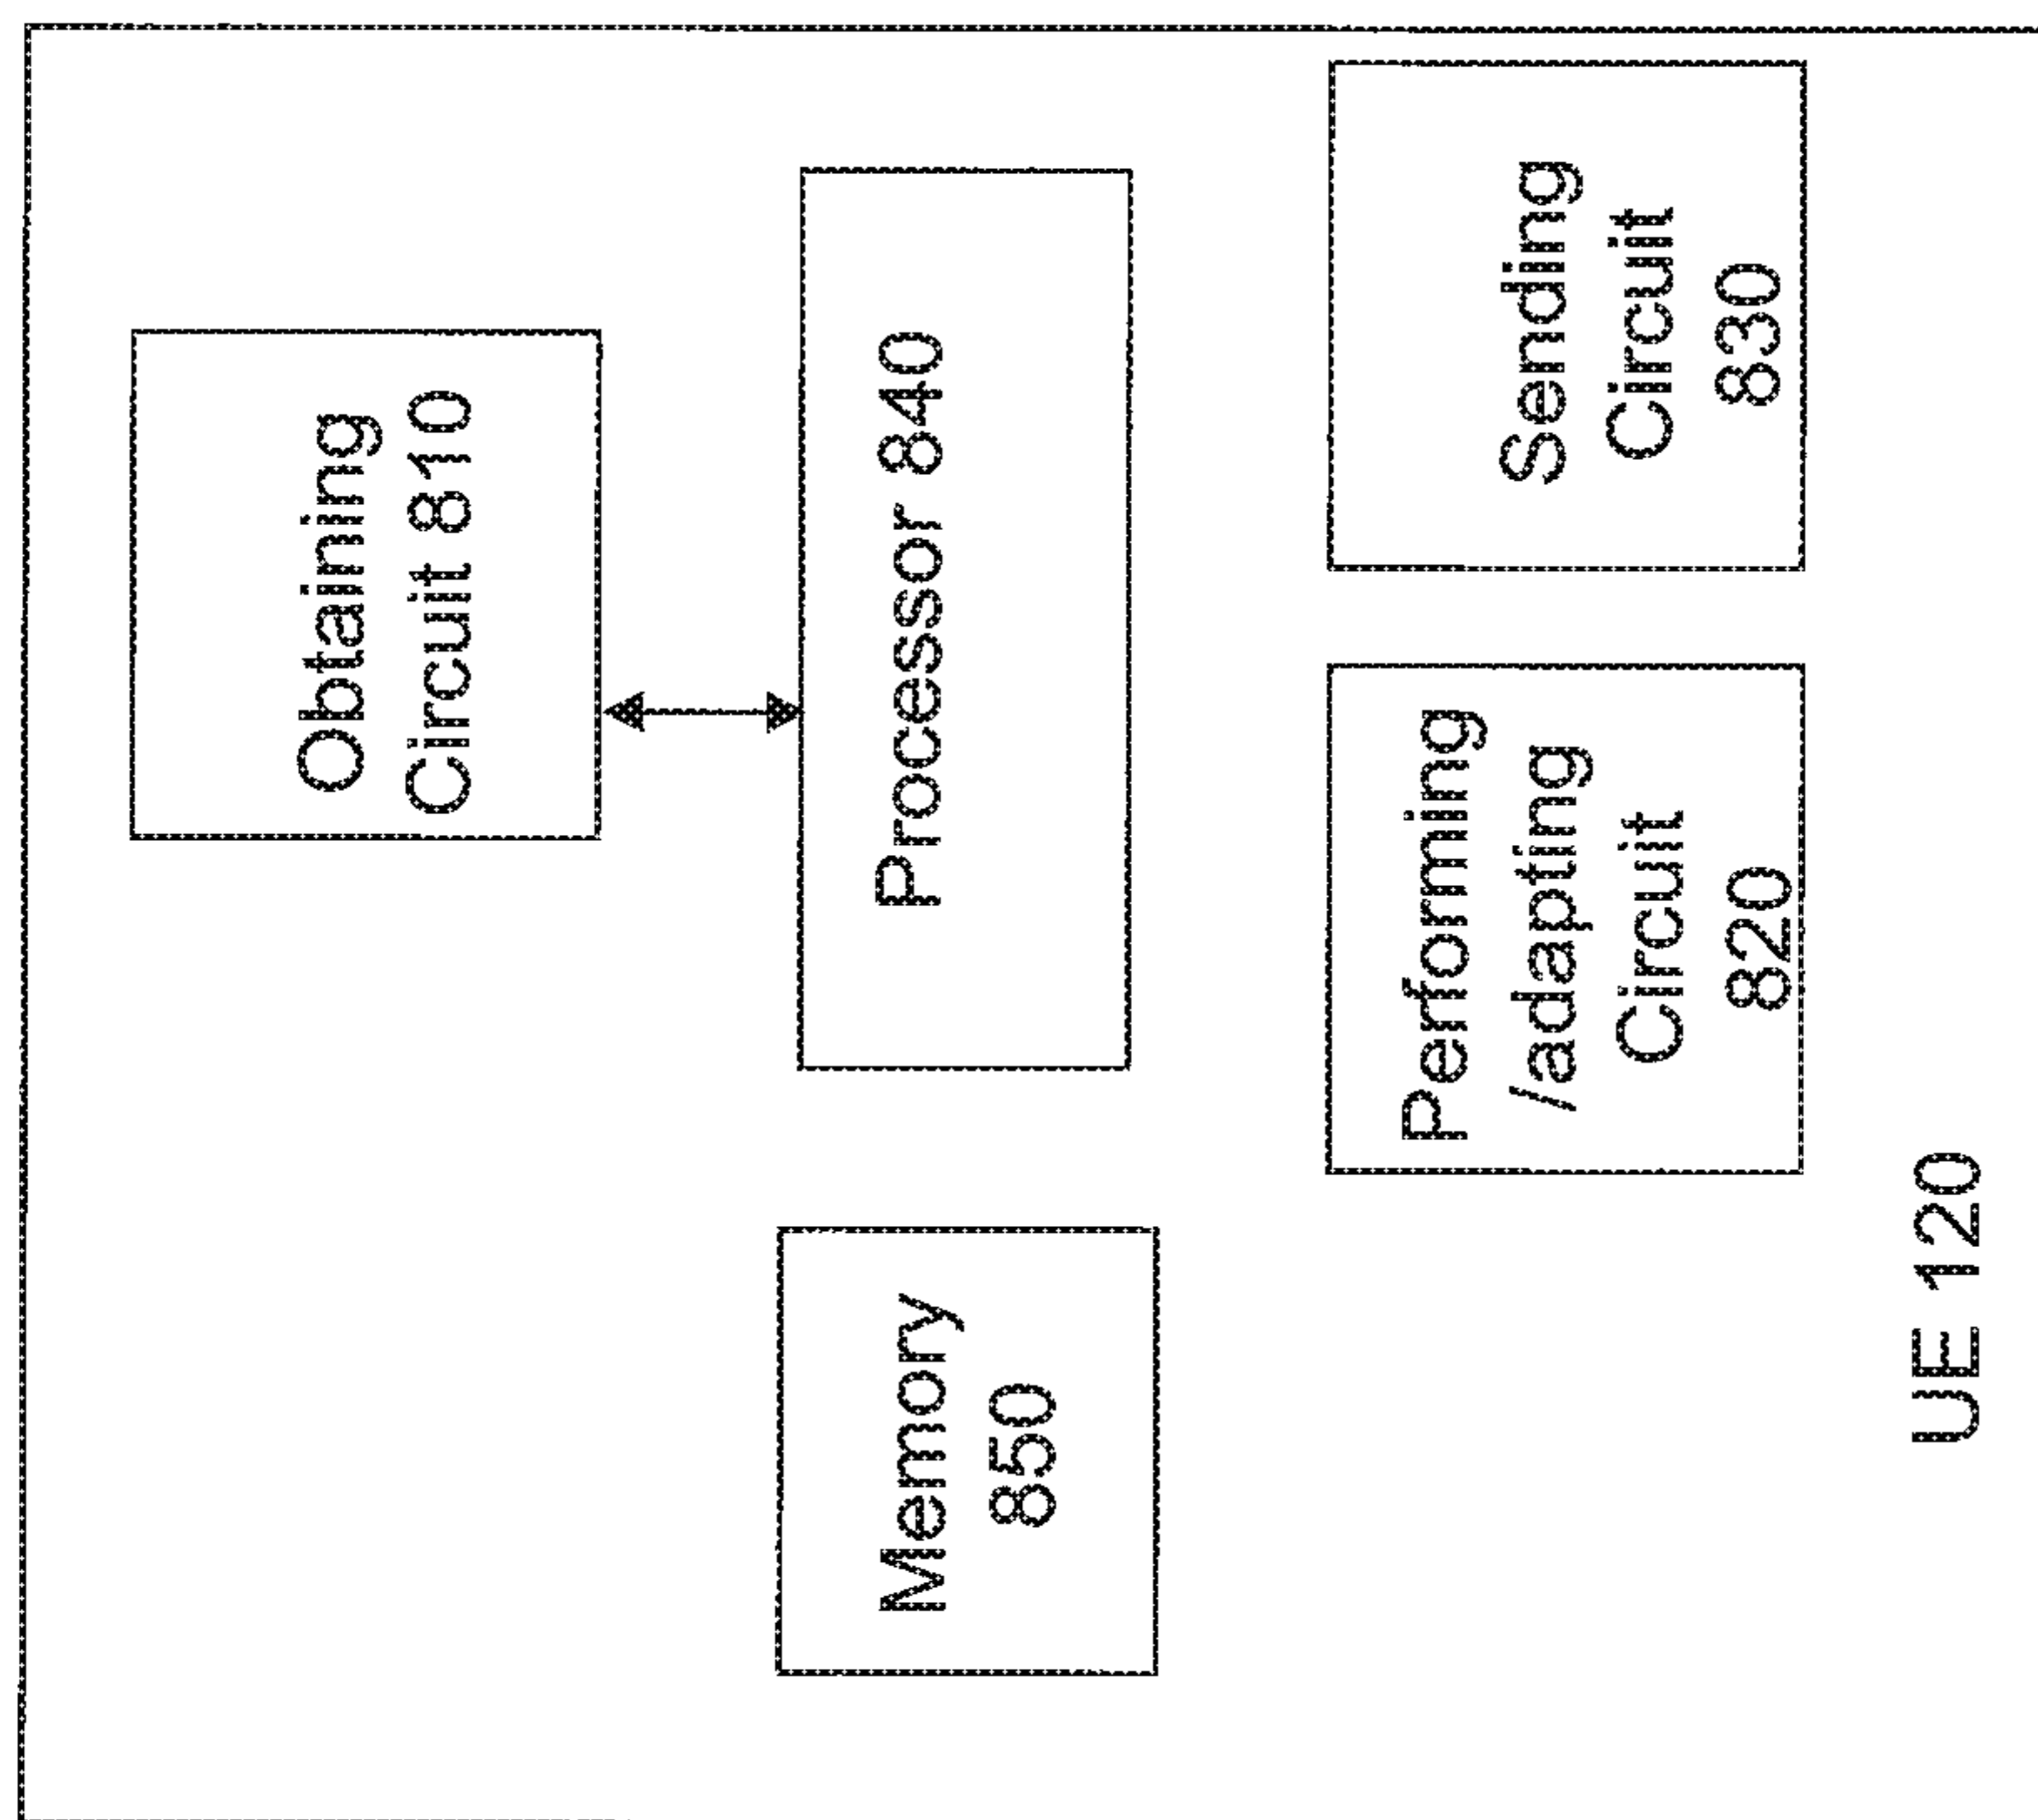 Obtaining
Circuit 810
Processor 840
Memory
850
Performing
/adapting
Circuit
820
Sending
Circuit
830
UE 120